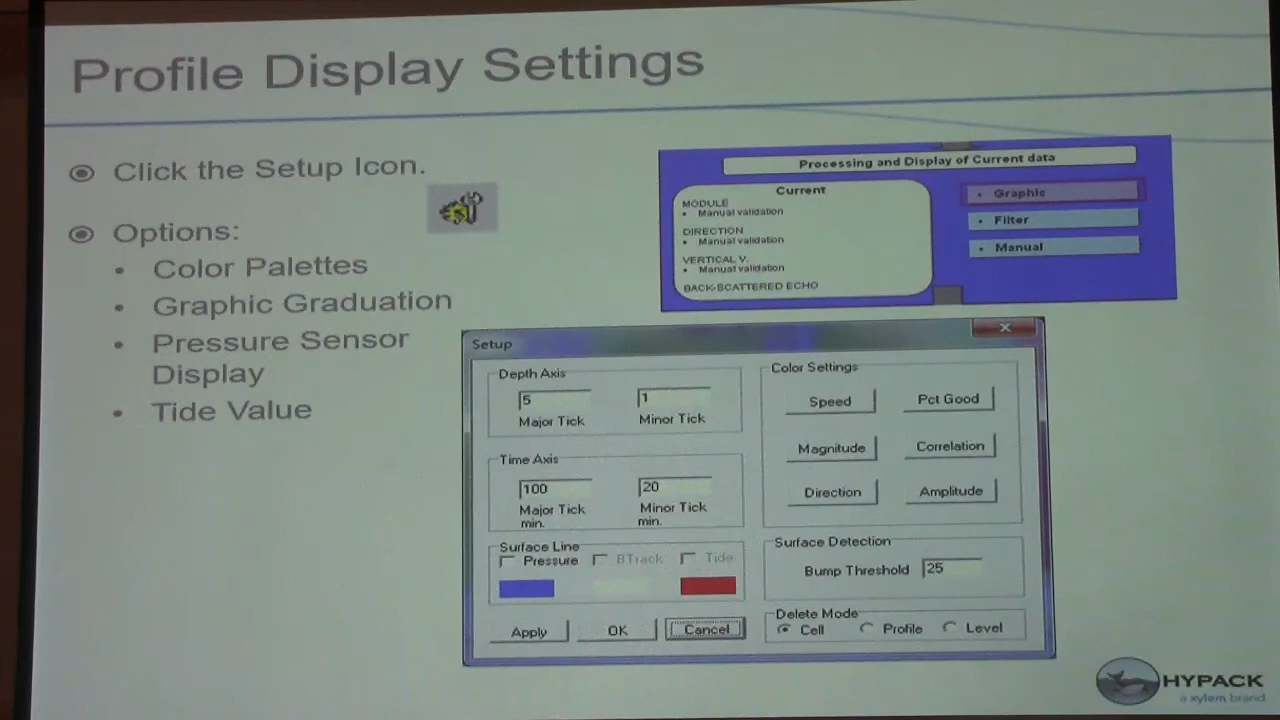 Profile Display Settings
Click the Setup Icon.
Options:
• Color Palettes
• Graphic Graduation
• Pressure Sensor
Display
• Tide Value
Processing and Display of Current data
Current
MODULE
• Manual validation
DIRECTION
• Manual validation
VERTICAL V.
• Manual validation
BACK-SCATTERED ECHO
• Graphic
• Filter
• Manual
Setup
Depth Axis
5
1
Major Tick
Minor Tick
Time Axis
100
20
Major Tick
min.
Minor Tick
min.
Surface Line
Pressure
BTrack
Tide
Apply
OK
Cancel
Color Settings
Speed
Pct Good
Magnitude
Correlation
Direction
Amplitude
Surface Detection
Bump Threshold
25
Delete Mode
Cell
Profile
Level
HYPACK
a xylem brand